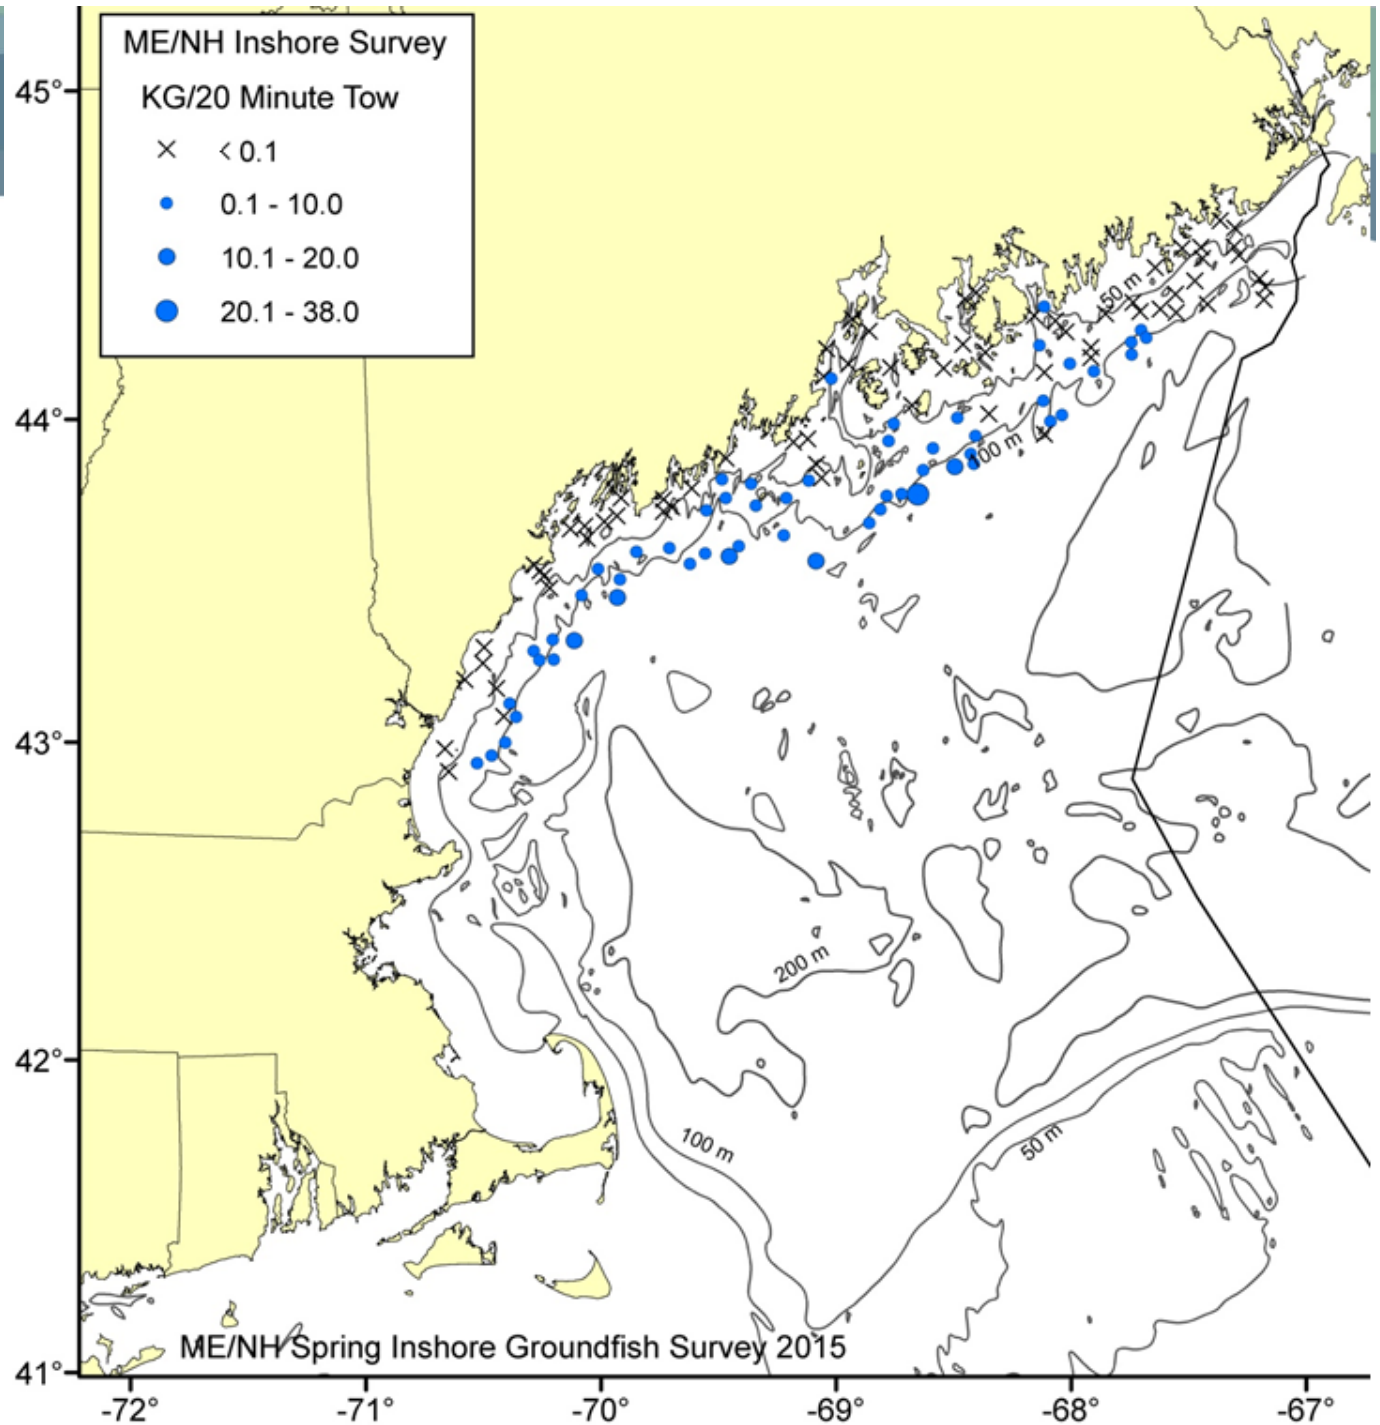 ME/NH Inshore Survey
KG/20 Minute Tow
< 0.1
0.1 - 10.0
10.1 - 20.0
20.1 - 38.0
45°
44°
43°
42°
41°
50 m
100 m
200 m
100 m
50 m
ME/NH Spring Inshore Groundfish Survey 2015
-72° -71° -70° -69° -68° -67°